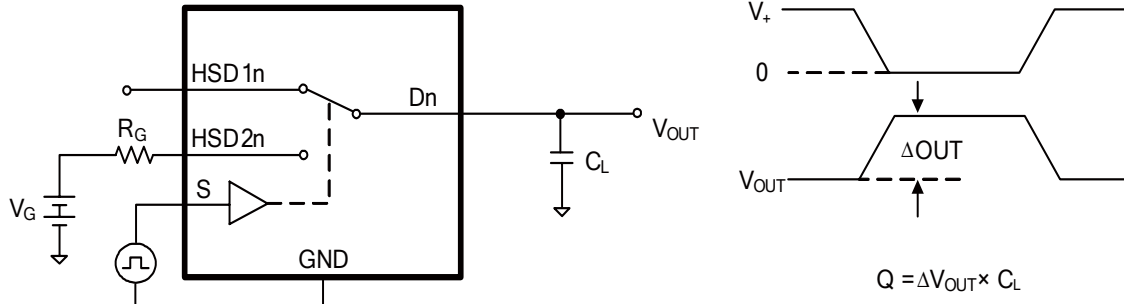 V+
HSD1n
0
Dn
RG
HSD2n
VOUT
CL
ΔOUT
S
VOUT
VG
GND
Q = ΔVOUT × CL